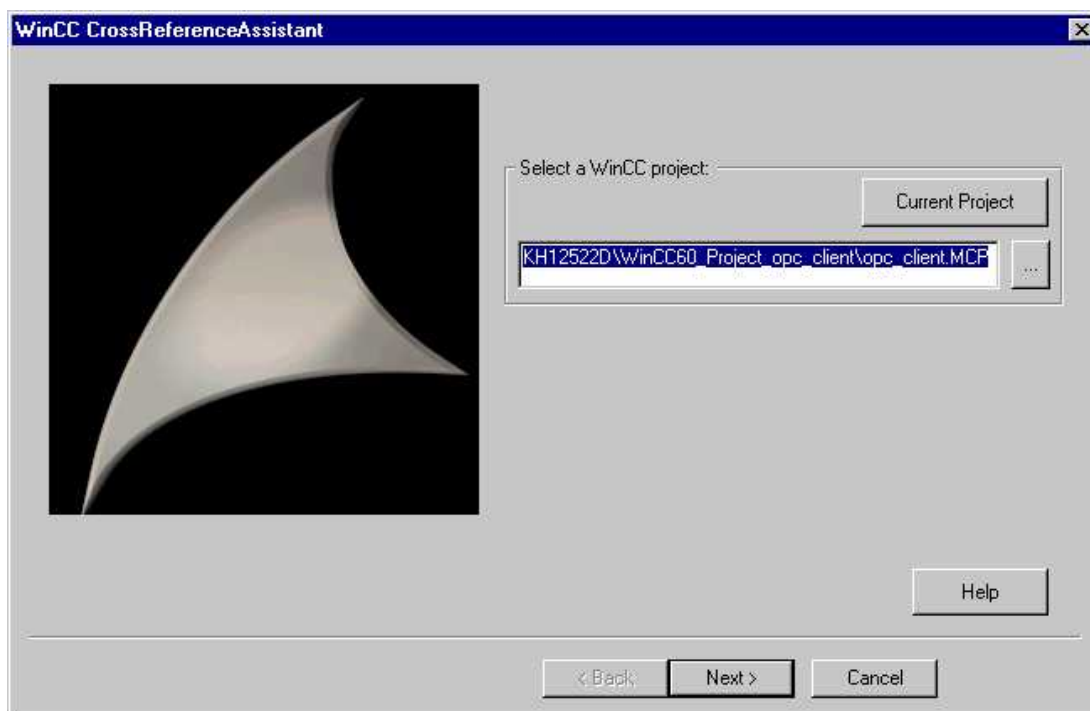 WinCC CrossReferenceAssistant
Select a WinCC project:
Current Project
KH12522D\WinCC60_Project_opc_client\opc_client.MCP
...
Help
< Back
Next >
Cancel